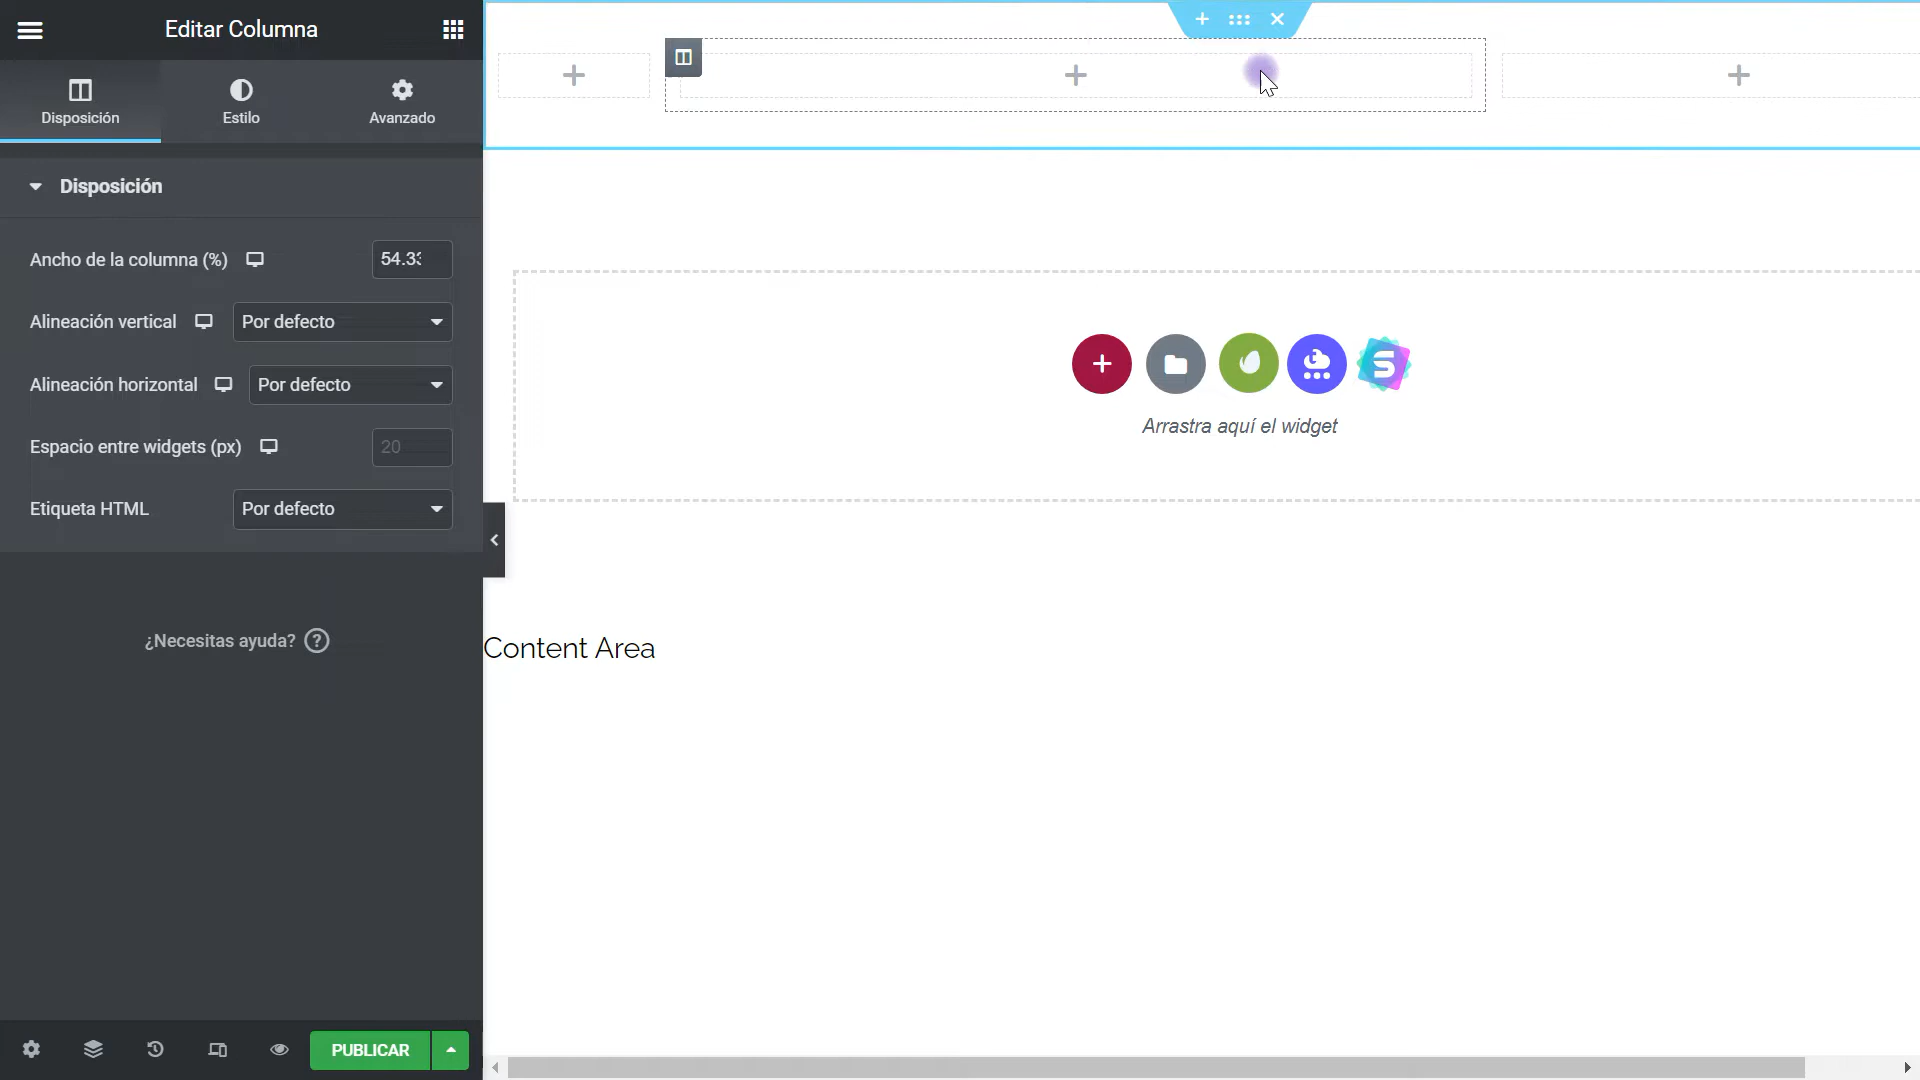 Editar Columna
Disposición
Estilo
Avanzado
Disposición
Ancho de la columna (%)
54.33
Alineación vertical
Por defecto
Alineación horizontal
Por defecto
Espacio entre widgets (px)
20
Etiqueta HTML
Por defecto
¿Necesitas ayuda?
PUBLICAR
Arrastra aquí el widget
Content Area